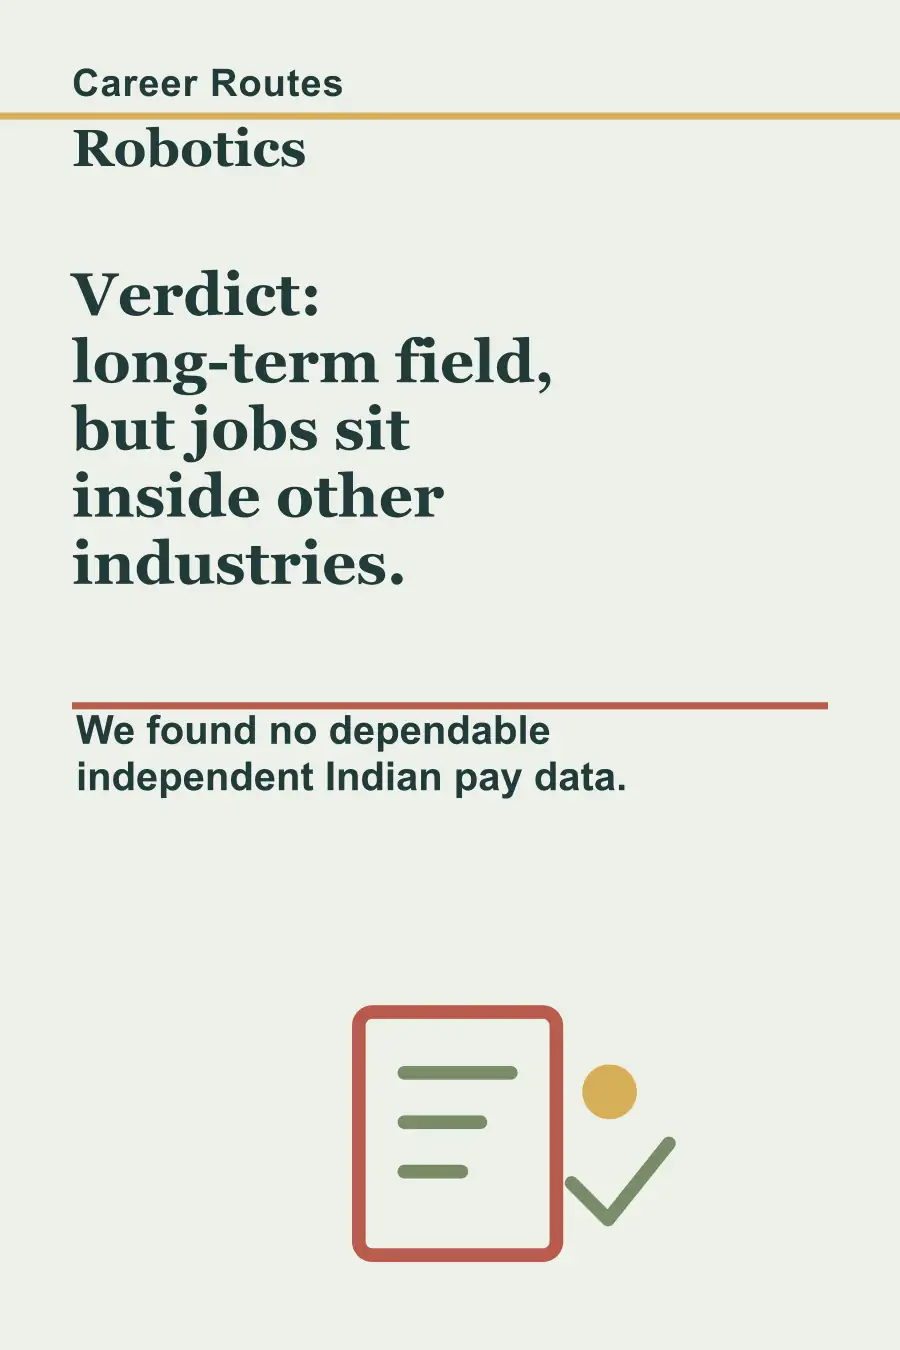 Career Routes
Robotics
Verdict:
long-term field,
but jobs sit
inside other
industries.
We found no dependable
independent Indian pay data.